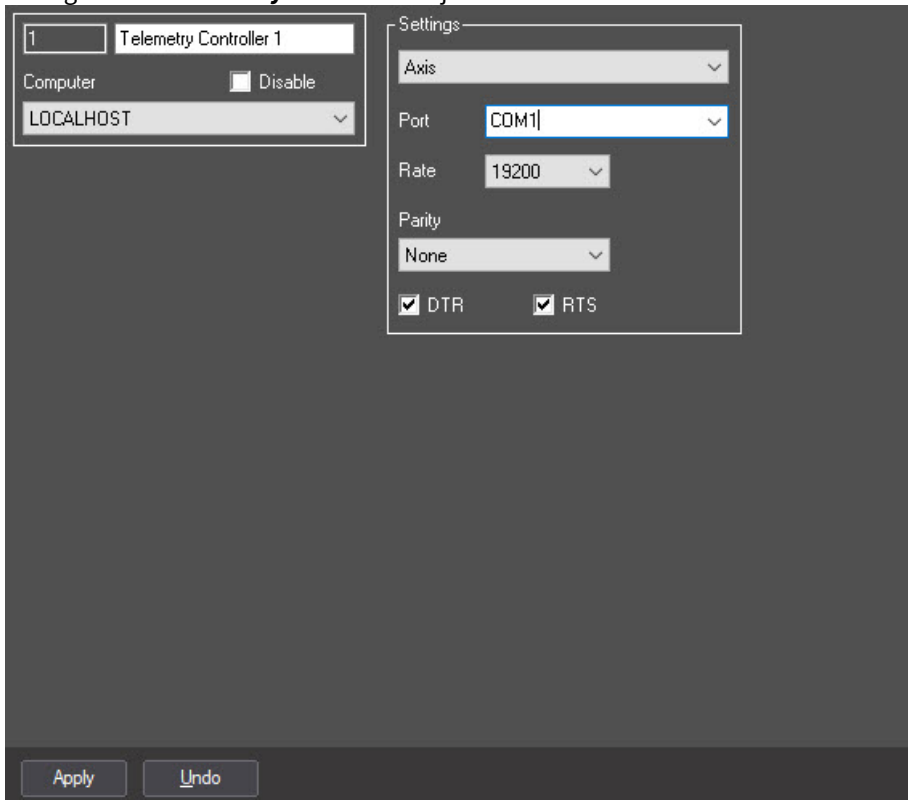 1 Telemetry Controller 1
Computer Disable
LOCALHOST
Settings
Axis
Port COM1
Rate 19200
Parity
None
DTR RTS
Apply Undo